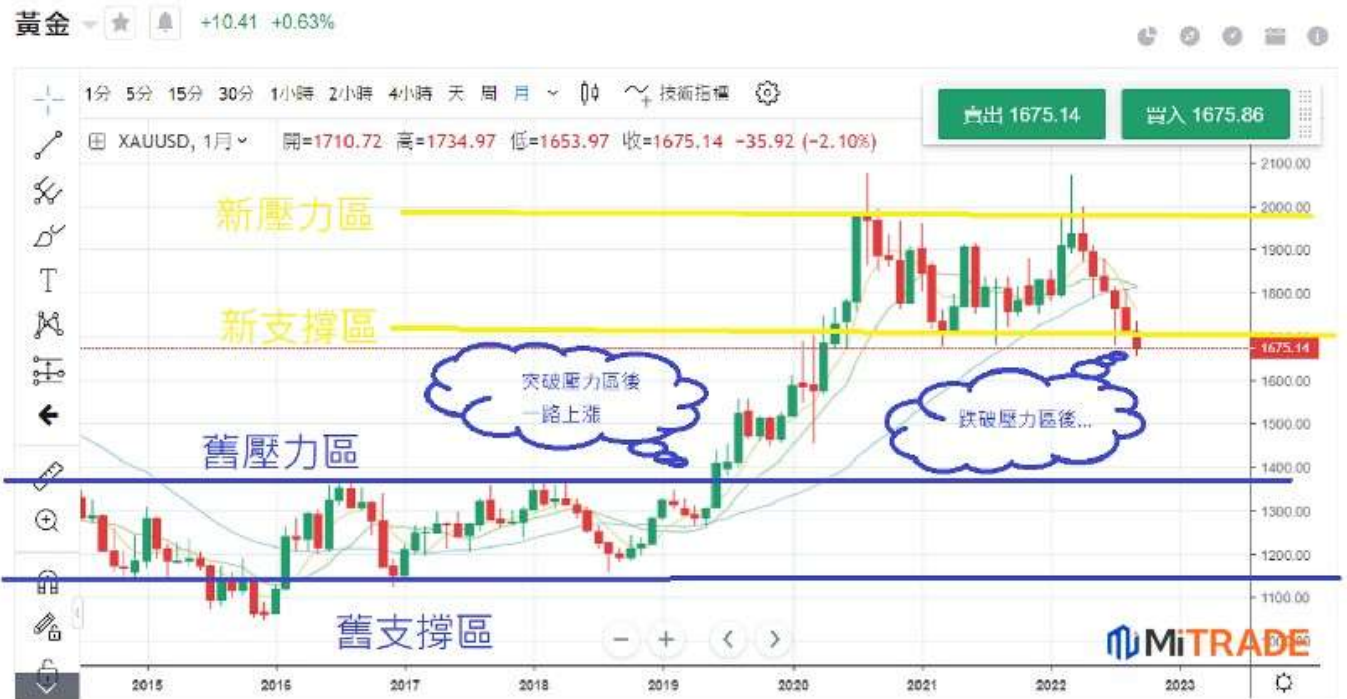 黃金 +10.41 +0.63%
1分 5分 15分 30分 1小時 2小時 4小時 天 周 月 技術指標
賣出 1675.14 買入 1675.86
XAUUSD, 1月 開=1710.72 高=1734.97 低=1653.97 收=1675.14 −35.92 (−2.10%)
2100.00
新壓力區
2000.00
1900.00
1800.00
新支撐區
1675.14
突破壓力區後
一路上漲
1600.00
跌破壓力區後...
1500.00
舊壓力區
1400.00
1300.00
1200.00
1100.00
舊支撐區
MiTRADE
2015 2016 2017 2018 2019 2020 2021 2022 2023